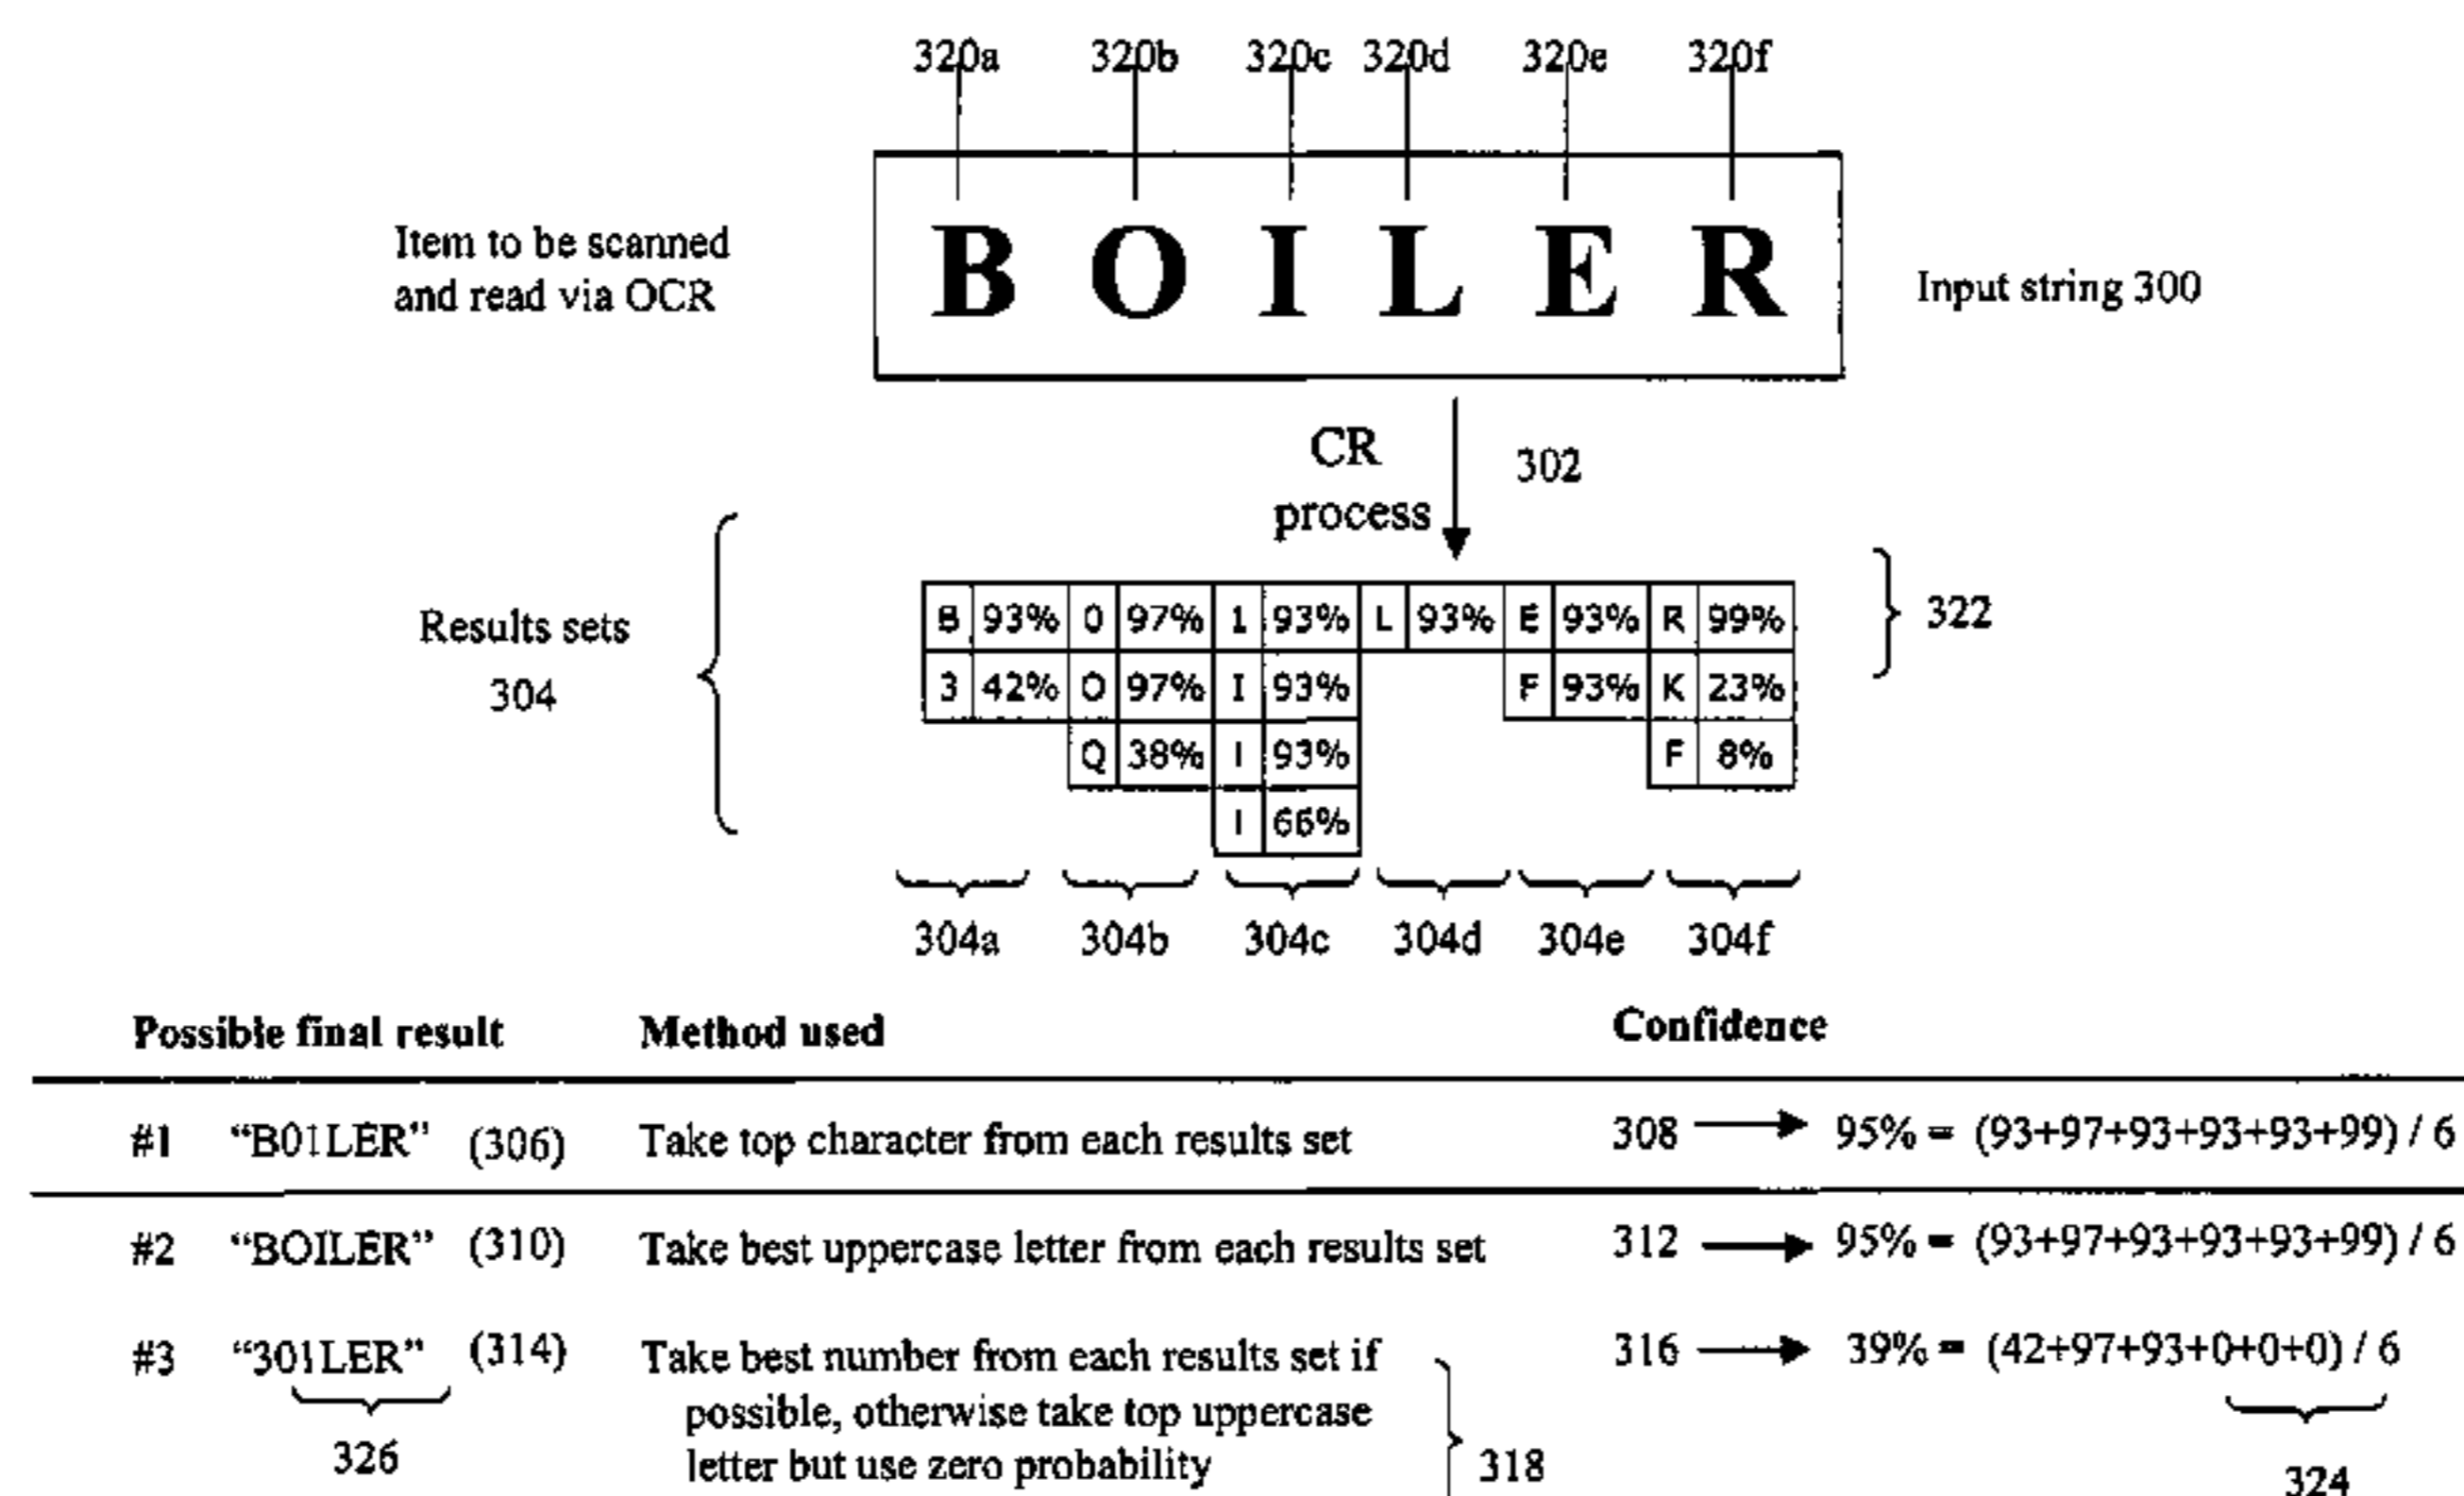 320a 320b 320c 320d 320e 320f
Item to be scanned
and read via OCR
B O I L E R
Input string 300
CR
process
302
Results sets
304
B 93% 0 97% 1 93% L 93% E 93% R 99%
3 42% O 97% I 93% F 93% K 23%
Q 38% l 93% F 8%
I 66%
322
304a 304b 304c 304d 304e 304f
Possible final result Method used Confidence
#1 “B01LER” (306) Take top character from each results set 308 95% = (93+97+93+93+93+99) / 6
#2 “BOILER” (310) Take best uppercase letter from each results set 312 95% = (93+97+93+93+93+99) / 6
#3 “301LER” (314) Take best number from each results set if 316 39% = (42+97+93+0+0+0) / 6
possible, otherwise take top uppercase
letter but use zero probability
326 318 324